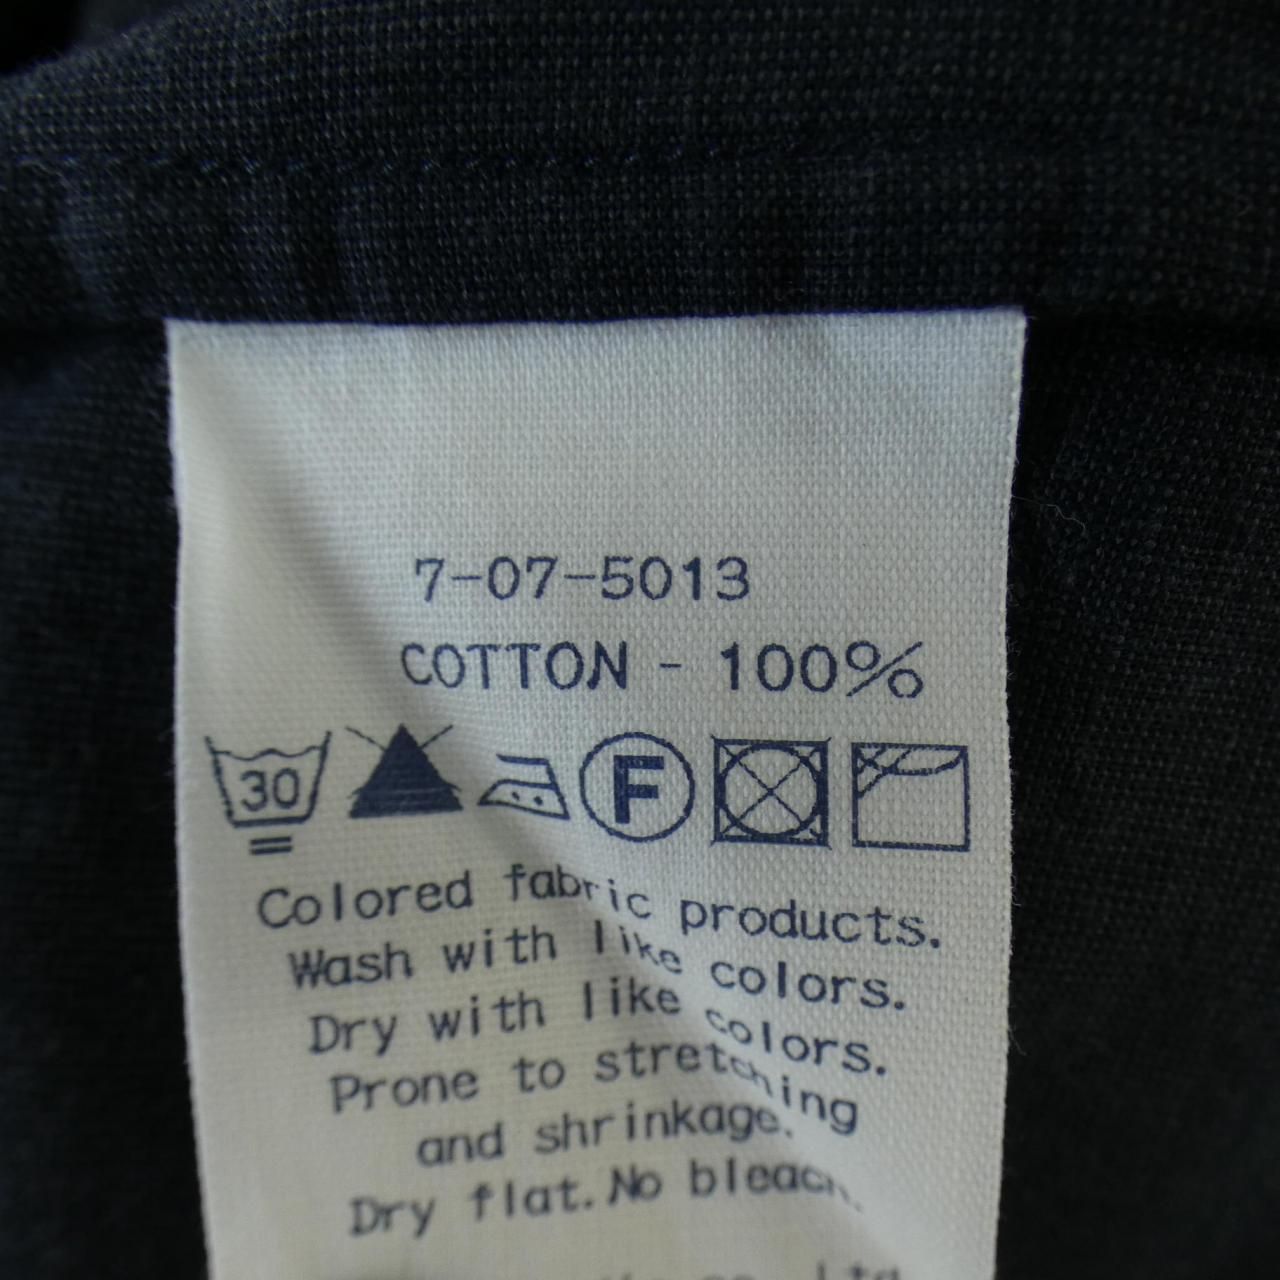 7-07-5013
COTTON - 100%
30 F
Colored fabric products.
Wash with like colors.
Dry with like colors.
Prone to stretching
and shrinkage.
Dry flat. No bleach.
Ltd